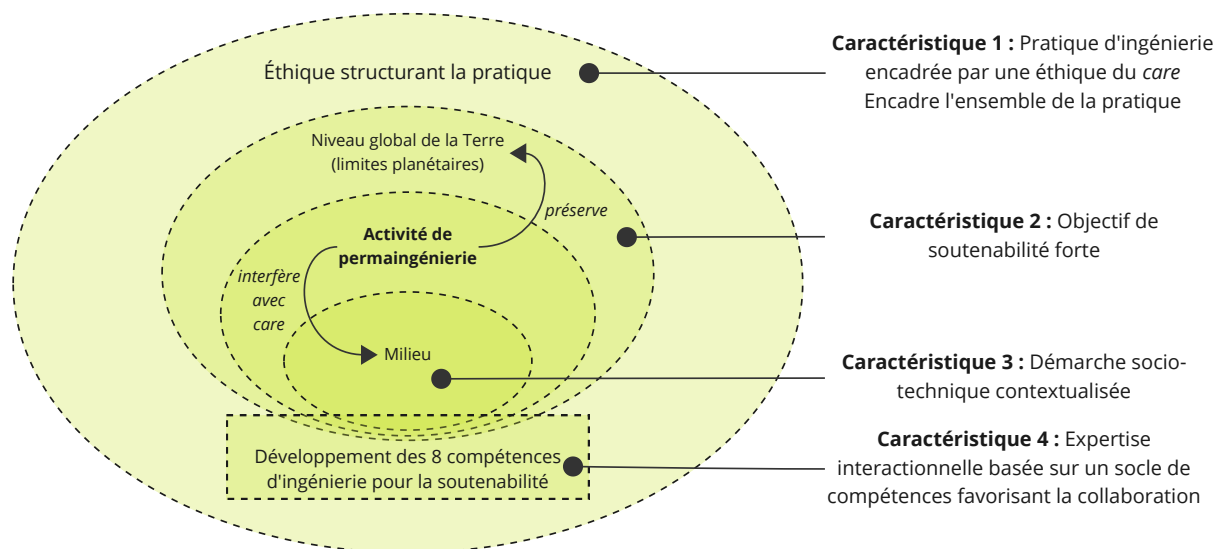 Éthique structurant la pratique
Niveau global de la Terre
(limites planétaires)
préserve
Activité de
permaingénierie
interfère
avec
care
Milieu
Développement des 8 compétences
d'ingénierie pour la soutenabilité
Caractéristique 1 : Pratique d'ingénierie
encadrée par une éthique du care
Encadre l'ensemble de la pratique
Caractéristique 2 : Objectif de
soutenabilité forte
Caractéristique 3 : Démarche socio-
technique contextualisée
Caractéristique 4 : Expertise
interactionnelle basée sur un socle de
compétences favorisant la collaboration